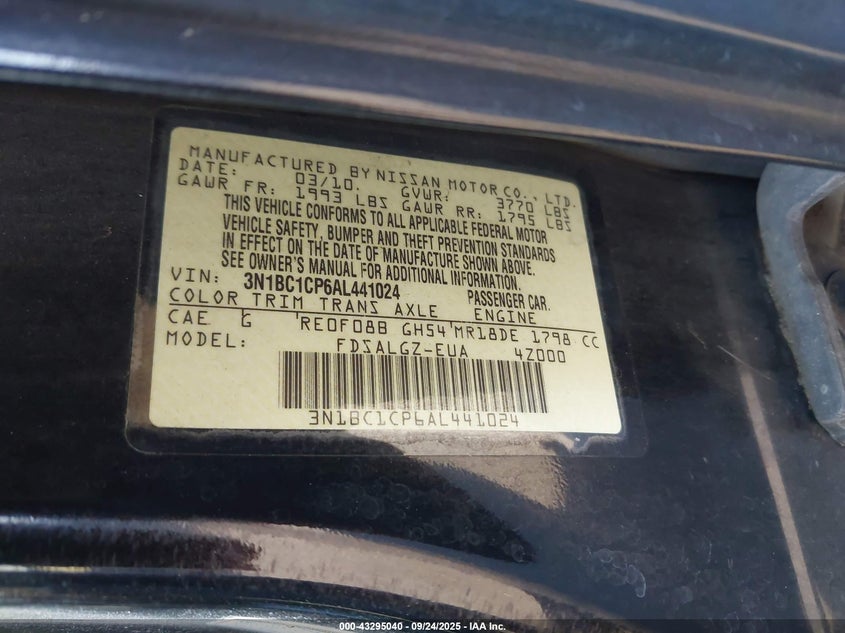 MANUFACTURED BY NISSAN MOTOR CO., LTD.
DATE: 03/10. GVWR: 3770 LBS
GAWR FR: 1993 LBS GAWR RR: 1795 LBS
THIS VEHICLE CONFORMS TO ALL APPLICABLE FEDERAL MOTOR
VEHICLE SAFETY, BUMPER AND THEFT PREVENTION STANDARDS
IN EFFECT ON THE DATE OF MANUFACTURE SHOWN ABOVE.
SEE OWNER'S MANUAL FOR ADDITIONAL INFORMATION.
VIN: 3N1BC1CP6AL441024 PASSENGER CAR.
COLOR TRIM TRANS AXLE ENGINE
CAE G RE0F08B GH54 MR18DE 1798 CC
MODEL: FDSALGZ-EUA 4Z000
3N1BC1CP6AL441024
000-43295040 - 09/24/2025 - IAA Inc.